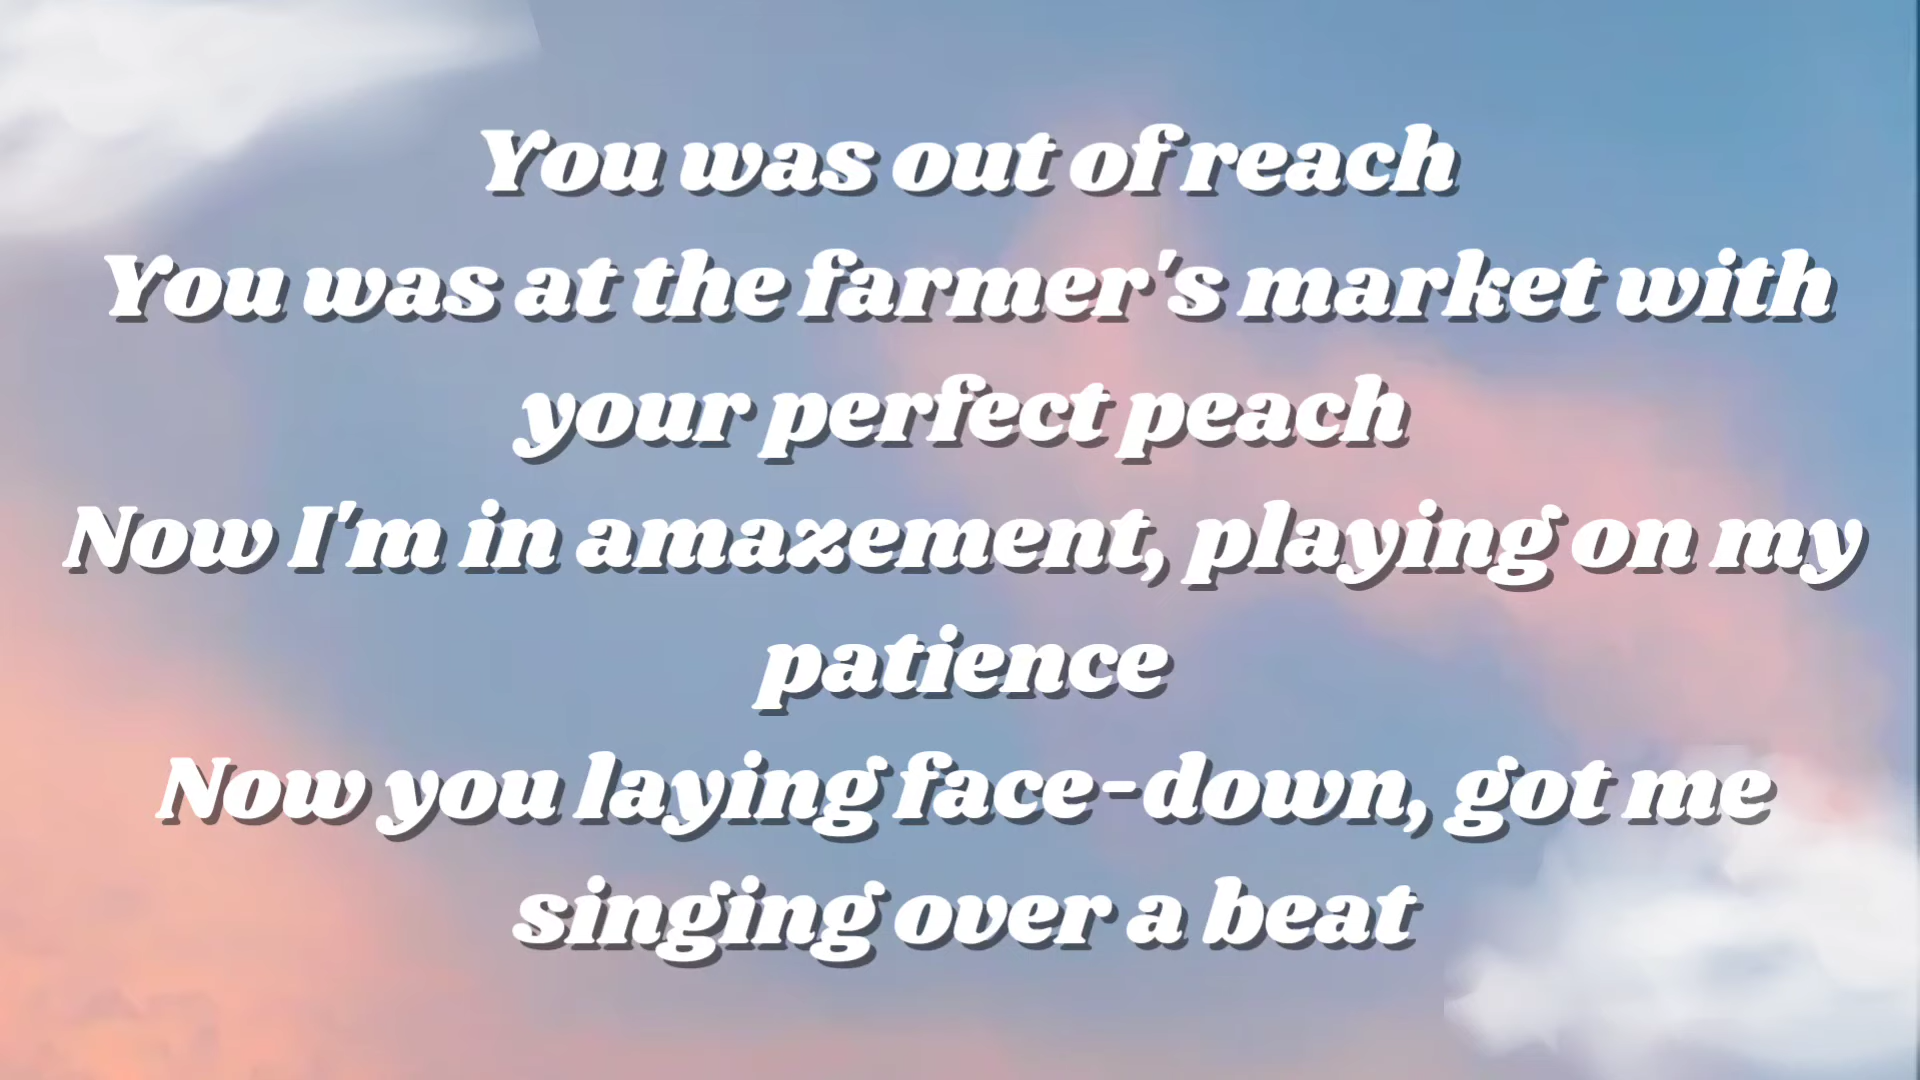 You was out of reach
You was at the farmer's market with
your perfect peach
Now I'm in amazement, playing on my
patience
Now you laying face-down, got me
singing over a beat